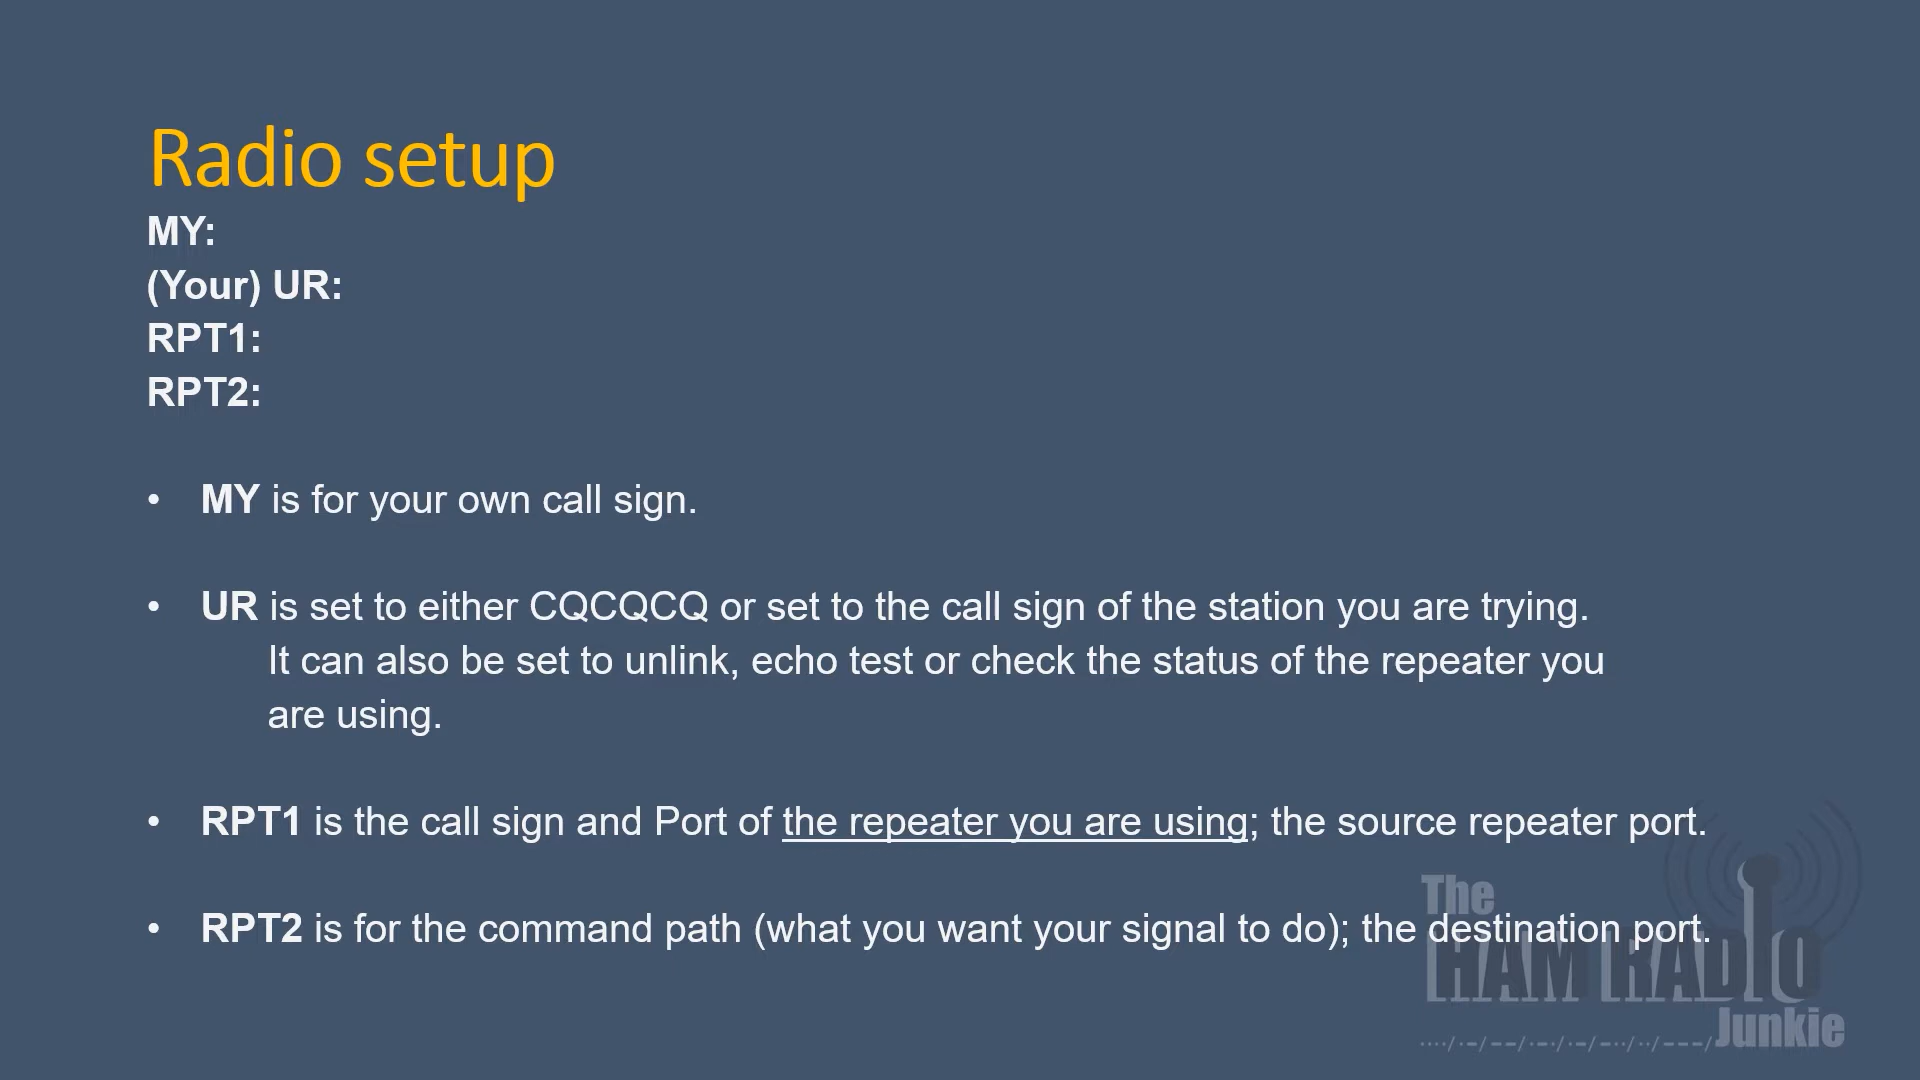 Radio setup
MY:
(Your) UR:
RPT1:
RPT2:
• MY is for your own call sign.
• UR is set to either CQCQCQ or set to the call sign of the station you are trying.
It can also be set to unlink, echo test or check the status of the repeater you
are using.
• RPT1 is the call sign and Port of the repeater you are using; the source repeater port.
• RPT2 is for the command path (what you want your signal to do); the destination port.
The
HAM RADIO
Junkie
····/·−/−−/·−·/·−/−··/··/−−−/